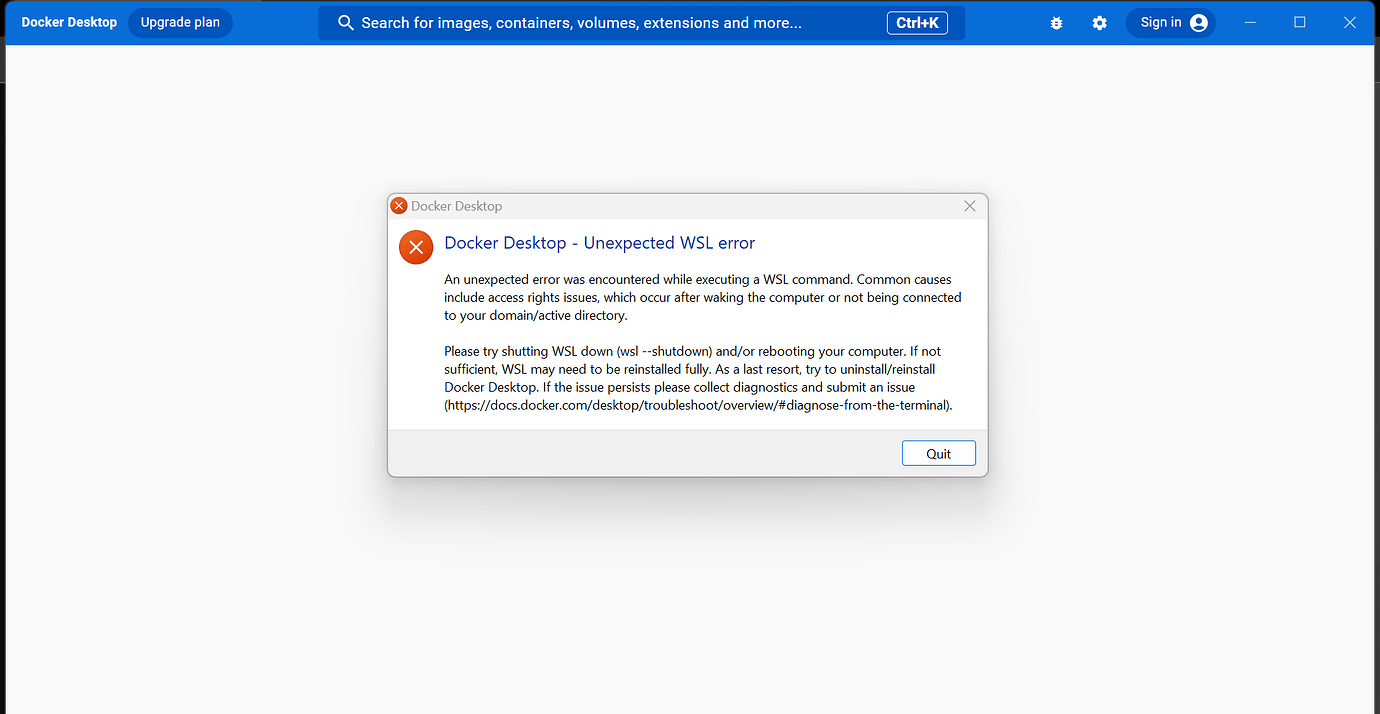 Docker Desktop Upgrade plan Search for images, containers, volumes, extensions and more... Ctrl+K Sign in
Docker Desktop
Docker Desktop - Unexpected WSL error
An unexpected error was encountered while executing a WSL command. Common causes
include access rights issues, which occur after waking the computer or not being connected
to your domain/active directory.
Please try shutting WSL down (wsl --shutdown) and/or rebooting your computer. If not
sufficient, WSL may need to be reinstalled fully. As a last resort, try to uninstall/reinstall
Docker Desktop. If the issue persists please collect diagnostics and submit an issue
(https://docs.docker.com/desktop/troubleshoot/overview/#diagnose-from-the-terminal).
Quit